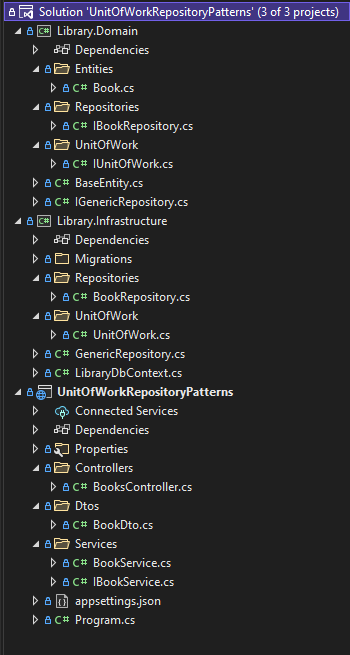 Solution 'UnitOfWorkRepositoryPatterns' (3 of 3 projects)
C# Library.Domain
Dependencies
Entities
C# Book.cs
Repositories
C# IBookRepository.cs
UnitOfWork
C# IUnitOfWork.cs
C# BaseEntity.cs
C# IGenericRepository.cs
C# Library.Infrastructure
Dependencies
Migrations
Repositories
C# BookRepository.cs
UnitOfWork
C# UnitOfWork.cs
C# GenericRepository.cs
C# LibraryDbContext.cs
UnitOfWorkRepositoryPatterns
Connected Services
Dependencies
Properties
Controllers
C# BooksController.cs
Dtos
C# BookDto.cs
Services
C# BookService.cs
C# IBookService.cs
appsettings.json
C# Program.cs